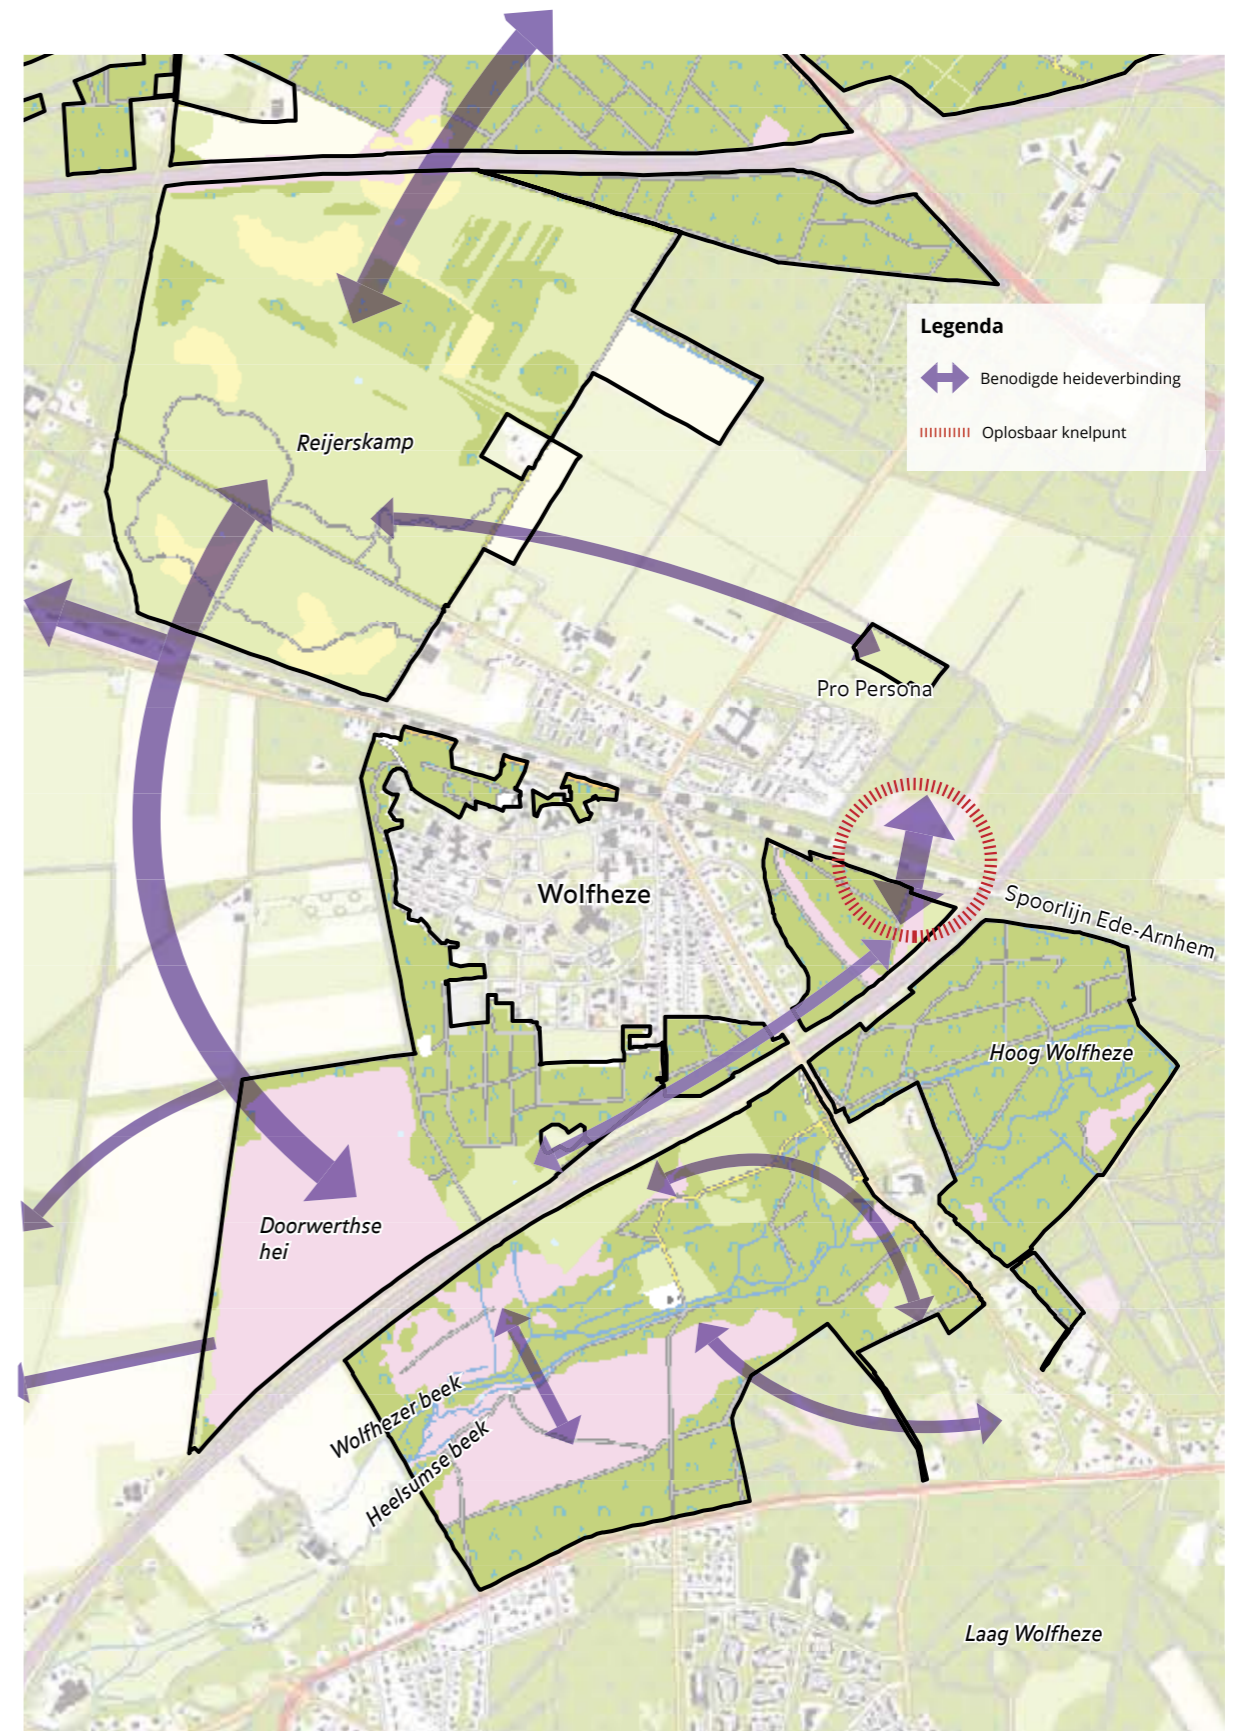 Legenda
Benodigde heideverbinding
Oplosbaar knelpunt
Reijerskamp
Pro Persona
Wolfheze
Spoorlijn Ede-Arnhem
Hoog Wolfheze
Doorwerthse
hei
Wolfhezer beek
Heelsumse beek
Laag Wolfheze